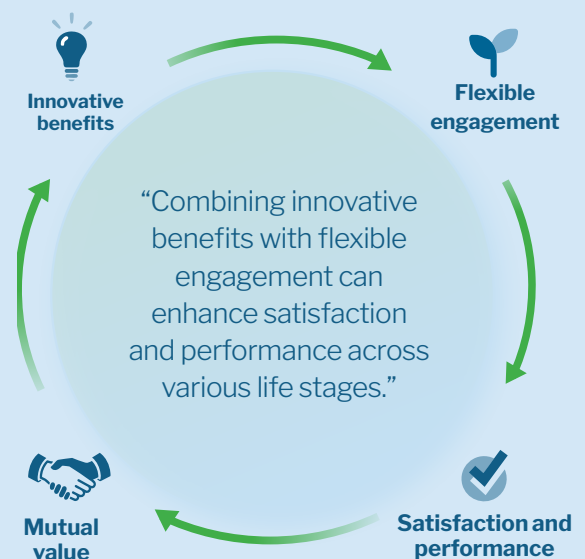 Innovative
benefits
Flexible
engagement
“Combining innovative
benefits with flexible
engagement can
enhance satisfaction
and performance across
various life stages.”
Mutual
value
Satisfaction and
performance